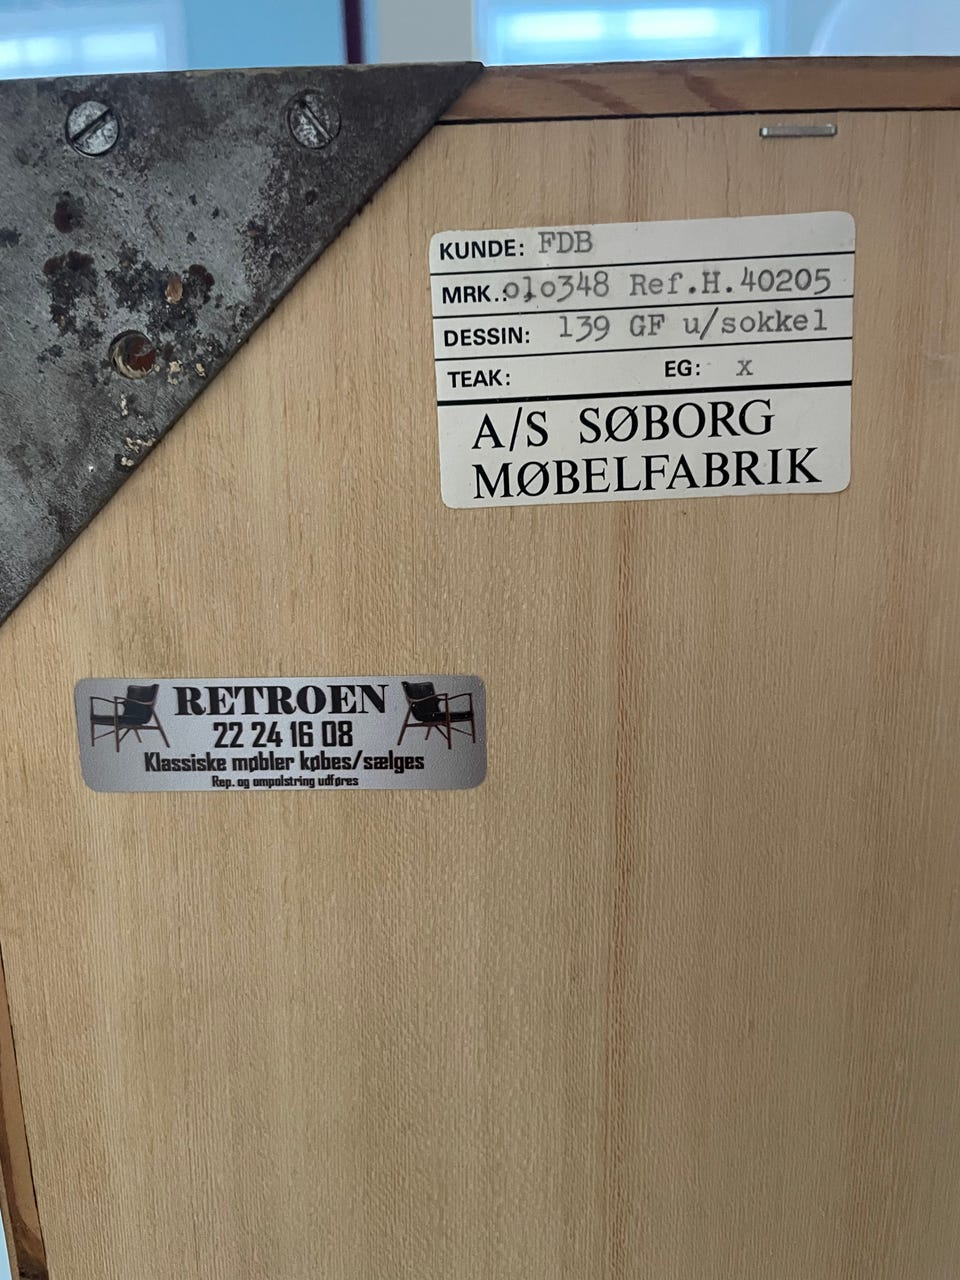 KUNDE: FDB
MRK.:olo348 Ref.H.40205
DESSIN: 139 GF u/sokkel
TEAK: EG: x
A/S SØBORG
MØBELFABRIK
RETROEN
22 24 16 08
Klassiske møbler købes/sælges
Rep. og ompolstring udføres